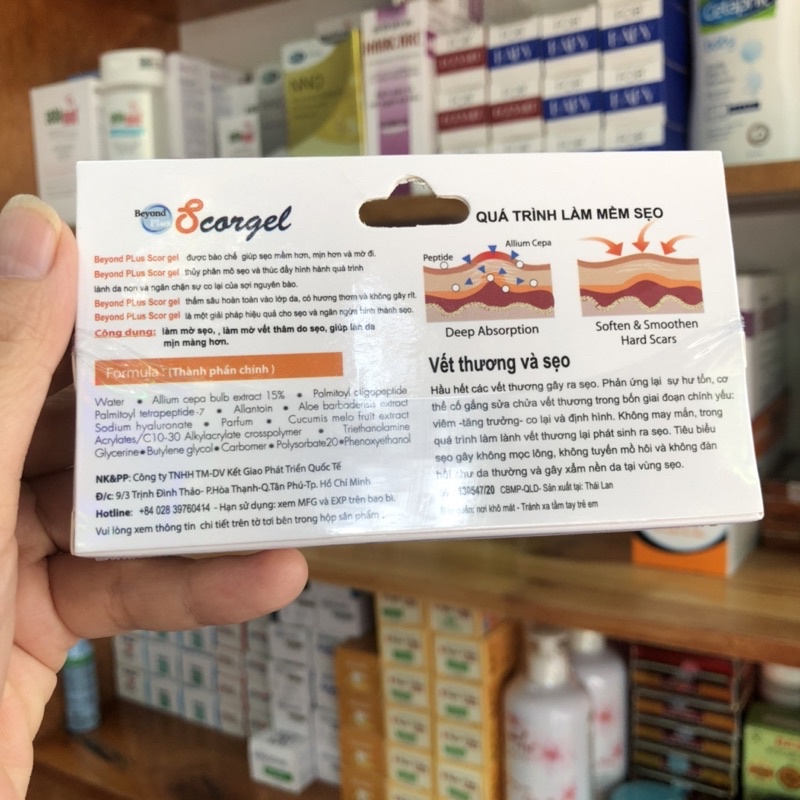 Cetaphil
Beyond
Plus
Scorgel
QUÁ TRÌNH LÀM MỀM SẸO
Beyond PLus Scor gel được bào chế giúp sẹo mềm hơn, mịn hơn và mờ đi.
Beyond PLus Scor gel thủy phân mô sẹo và thúc đẩy hình hành quá trình
lành da non và ngăn chặn sự co lại của sợi nguyên bào.
Beyond PLus Scor gel thấm sâu hoàn toàn vào lớp da, có hương thơm và không gây rít.
Beyond PLus Scor gel là một giải pháp hiệu quả cho sẹo và ngăn ngừa hình thành sẹo.
Công dụng: làm mờ sẹo, , làm mờ vết thâm do sẹo, giúp làn da
mịn màng hơn.
Peptide
Allium Cepa
Deep Absorption
Soften & Smoothen
Hard Scars
Formula : (Thành phần chính )
Water • Allium cepa bulb extract 15% • Palmitoyl oligopeptide
Palmitoyl tetrapeptide-7 • Allantoin • Aloe barbadensis extract
Sodium hyaluronate • Parfum • Cucumis melo fruit extract
Acrylates/C10-30 Alkylacrylate crosspolymer • Triethanolamine
Glycerine•Butylene glycol•Carbomer•Polysorbate20•Phenoxyethanol
NK&PP: Công ty TNHH TM-DV Kết Giao Phát Triển Quốc Tế
Đ/c: 9/3 Trịnh Đình Thảo- P.Hòa Thạnh-Q.Tân Phú-Tp. Hồ Chí Minh
Hotline: +84 028 39760414 - Hạn sử dụng: xem MFG và EXP trên bao bì.
Vui lòng xem thông tin chi tiết trên tờ tơi bên trong hộp sản phẩm .
Vết thương và sẹo
Hầu hết các vết thương gây ra sẹo. Phản ứng lại sự hư tổn, cơ
thể cố gắng sửa chữa vết thương trong bốn giai đoạn chính yếu:
viêm -tăng trưởng- co lại và định hình. Không may mắn, trong
quá trình làm lành vết thương lại phát sinh ra sẹo. Tiêu biểu
sẹo gây không mọc lông, không tuyến mồ hôi và không đàn
hồi như da thường và gây xẫm nền da tại vùng sẹo.
/20 CBMP-QLD- Sản xuất tại: Thái Lan
nơi khô mát - Tránh xa tầm tay trẻ em